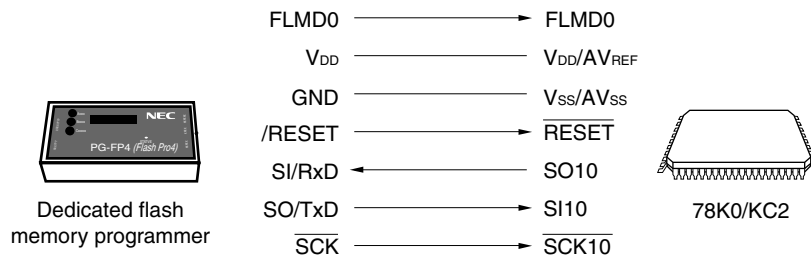 FLMD0 FLMD0
VDD VDD/AVREF
GND VSS/AVSS
/RESET RESET
SI/RxD SO10
SO/TxD SI10
SCK SCK10
NEC
PG-FP4 (Flash Pro4)
Dedicated flash
memory programmer
78K0/KC2